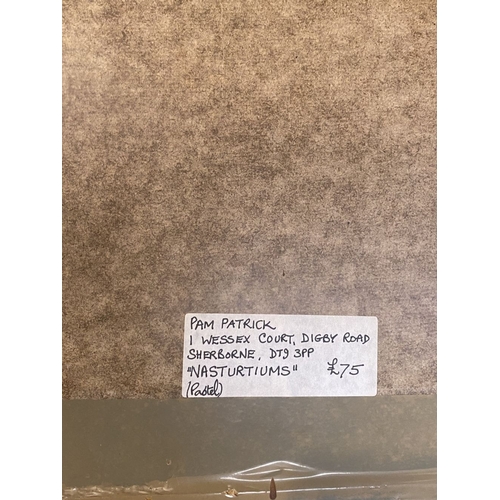 PAM PATRICK
1 WESSEX COURT, DIGBY ROAD
SHERBORNE, DT9 3PP
"NASTURTIUMS" £75
(Pastel)